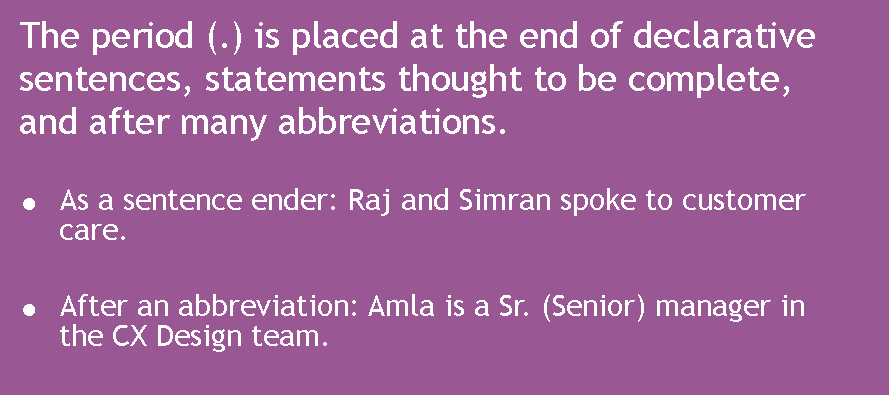 The period (.) is placed at the end of declarative
sentences, statements thought to be complete,
and after many abbreviations.
• As a sentence ender: Raj and Simran spoke to customer
care.
• After an abbreviation: Amla is a Sr. (Senior) manager in
the CX Design team.